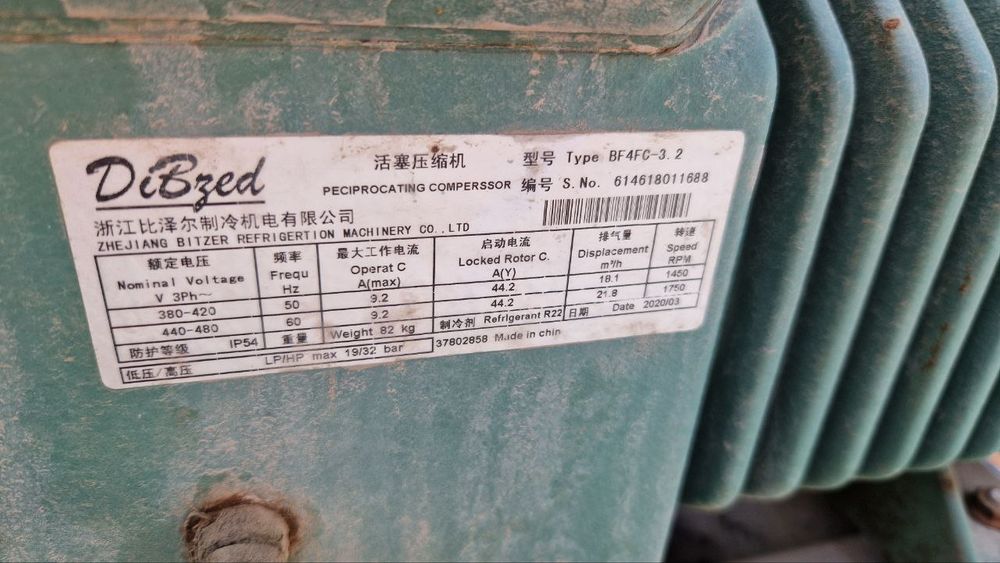 DiBzed
活塞压缩机 型号 Type BF4FC-3.2
PECIPROCATING COMPERSSOR 编号 S.No. 614618011688
浙江比泽尔制冷机电有限公司
ZHEJIANG BITZER REFRIGERTION MACHINERY CO.,LTD
额定电压 频率 最大工作电流 启动电流 排气量 转速
Nominal Voltage Frequ Operat C Locked Rotor C. Displacement Speed
V 3Ph~ Hz A(max) A(Y) m³/h RPM
380-420 50 9.2 44.2 18.1 1450
440-480 60 9.2 44.2 21.8 1750
防护等级 IP54 重量 Weight 82 kg 制冷剂 Refrigerant R22 日期 Date 2020/03
低压/高压 LP/HP max 19/32 bar 37802858 Made in chin